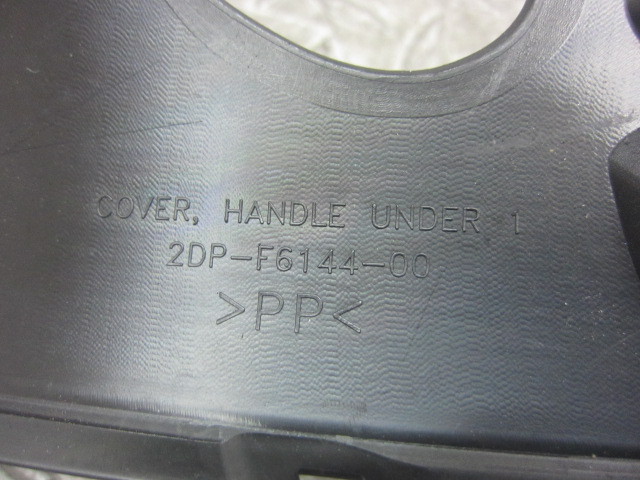 COVER, HANDLE UNDER 1
2DP-F6144-00
>PP<